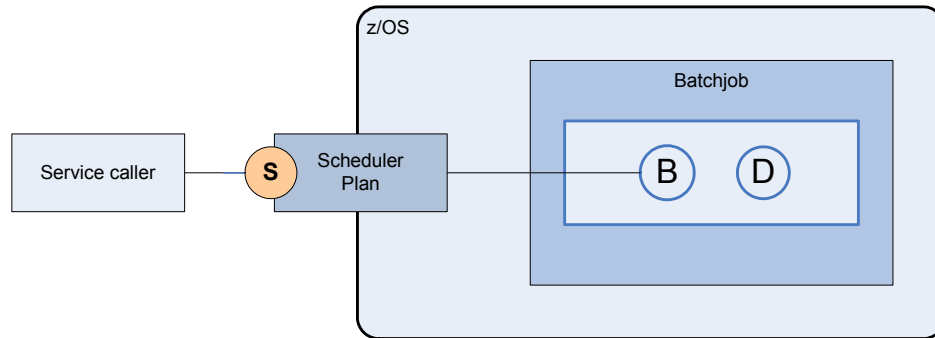 z/OS
Batchjob
Service caller
S
Scheduler
Plan
B
D